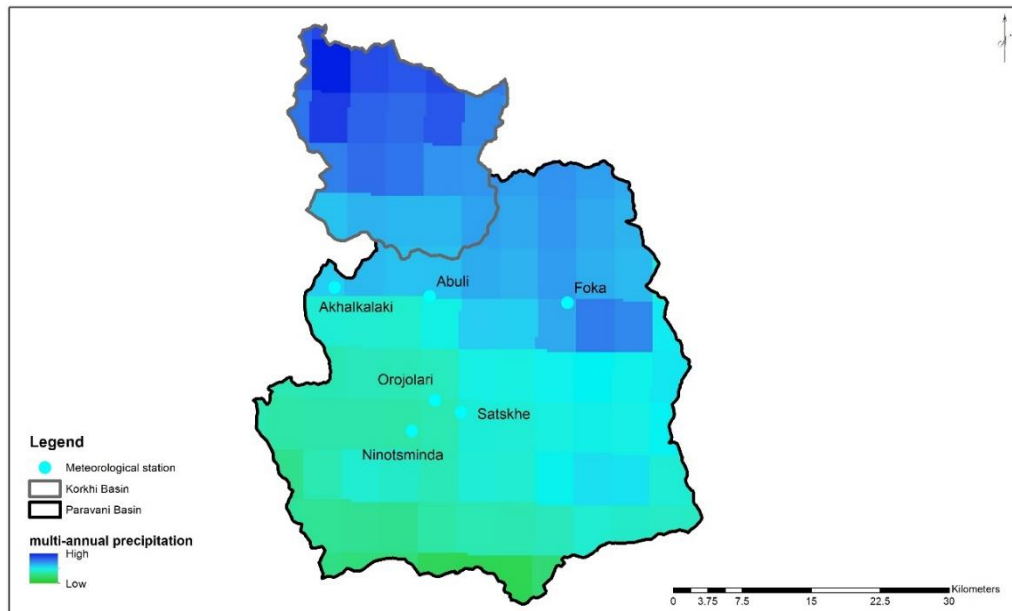 Abuli
Foka
Akhalkalaki
Orojolari
Satskhe
Ninotsminda
Legend
Meteorological station
Korkhi Basin
Paravani Basin
multi-annual precipitation
High
Low
Kilometers
0 3.75 7.5 15 22.5 30